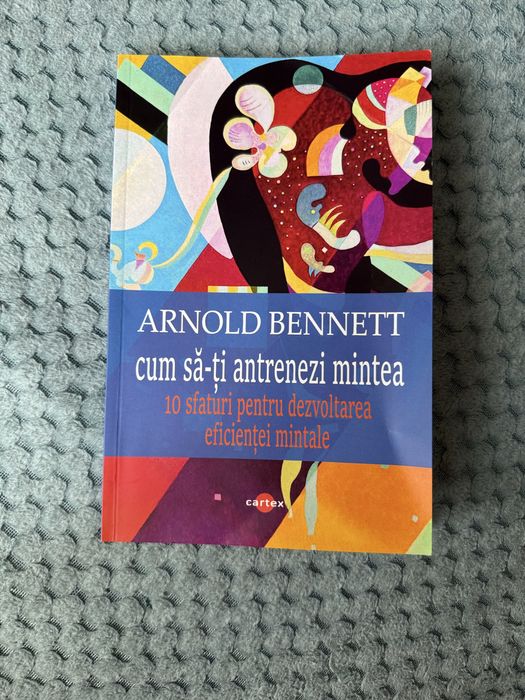 ARNOLD BENNETT
cum să-ți antrenezi mintea
10 sfaturi pentru dezvoltarea
eficienței mintale
cartex